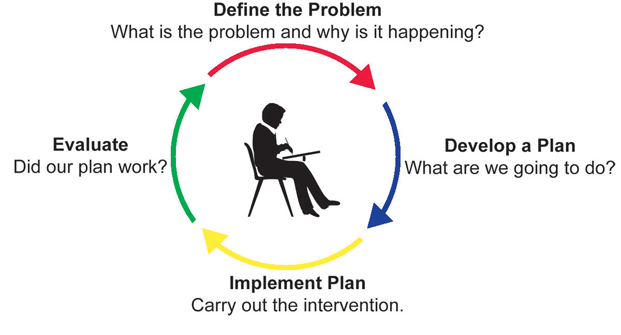 Define the Problem
What is the problem and why is it happening?
Develop a Plan
What are we going to do?
Implement Plan
Carry out the intervention.
Evaluate
Did our plan work?